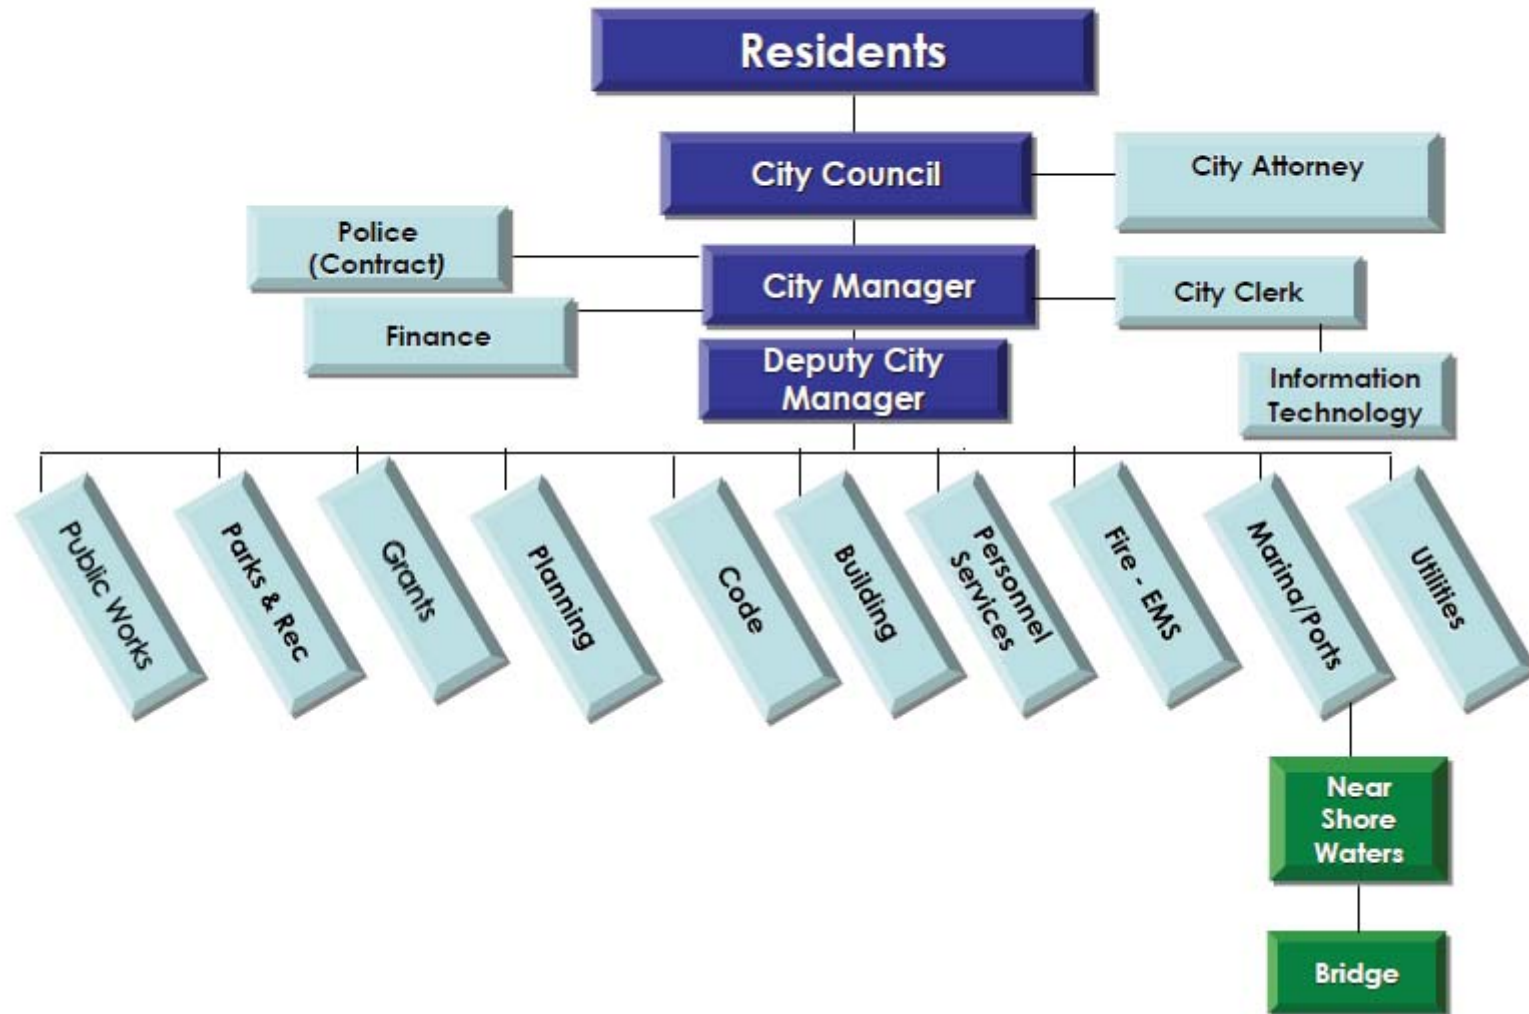 Residents
City Council
City Attorney
Police
(Contract)
City Manager
City Clerk
Finance
Deputy City
Manager
Information
Technology
Public Works
Parks & Rec
Grants
Planning
Code
Building
Personnel
Services
Fire - EMS
Marina/Ports
Utilities
Near
Shore
Waters
Bridge